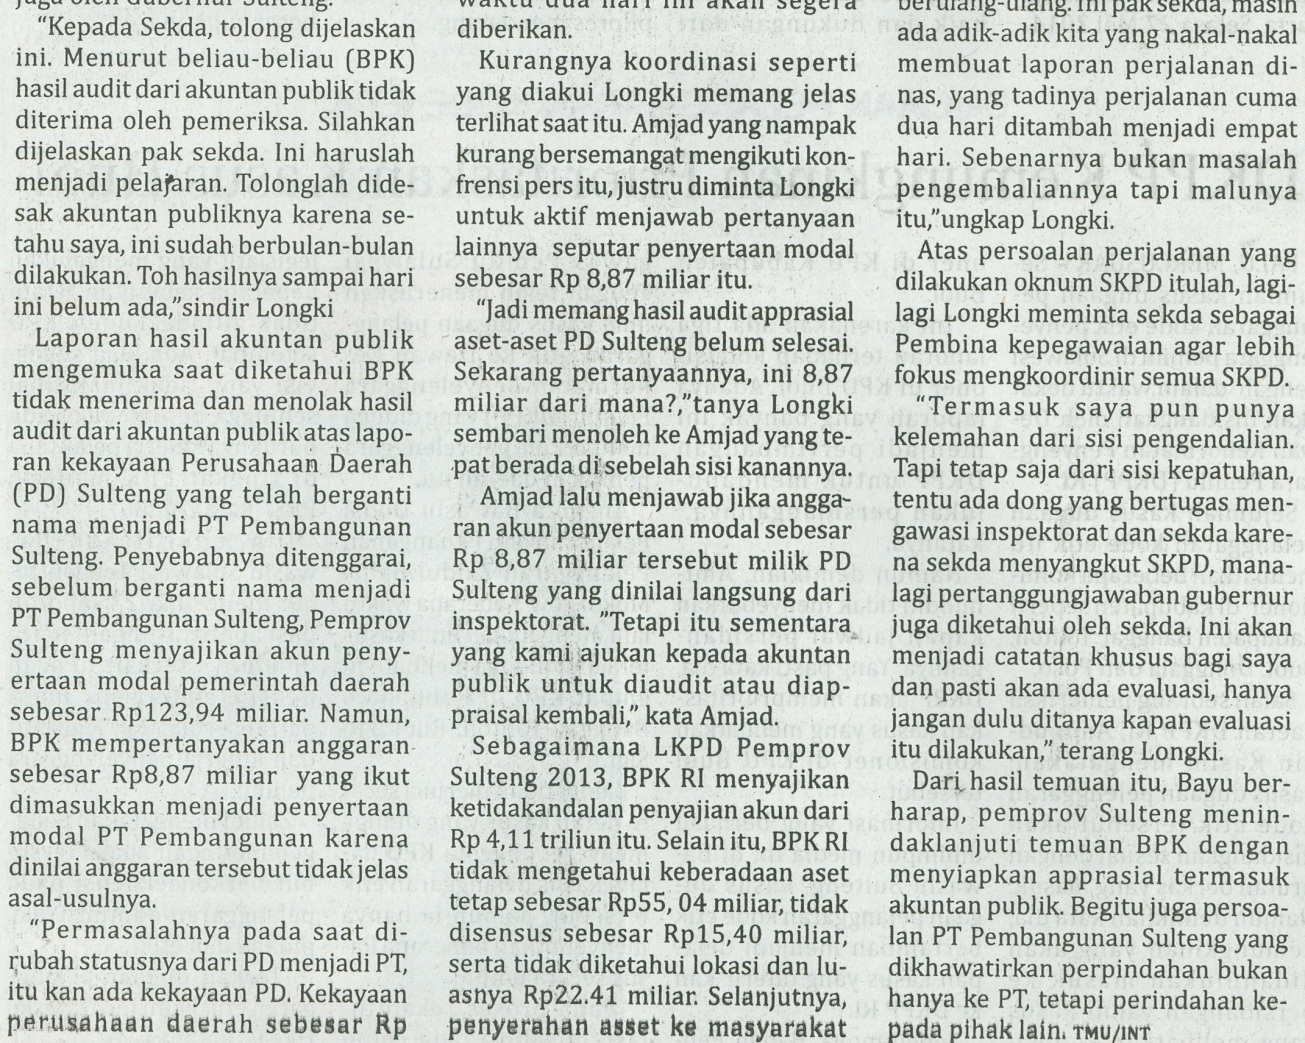 juga oleh Gubernur Sulteng.
"Kepada Sekda, tolong dijelaskan
ini. Menurut beliau-beliau (BPK)
hasil audit dari akuntan publik tidak
diterima oleh pemeriksa. Silahkan
dijelaskan pak sekda. Ini haruslah
menjadi pelajaran. Tolonglah dide-
sak akuntan publiknya karena se-
tahu saya, ini sudah berbulan-bulan
dilakukan. Toh hasilnya sampai hari
ini belum ada,"sindir Longki
Laporan hasil akuntan publik
mengemuka saat diketahui BPK
tidak menerima dan menolak hasil
audit dari akuntan publik atas lapo-
ran kekayaan Perusahaan Daerah
(PD) Sulteng yang telah berganti
nama menjadi PT Pembangunan
Sulteng. Penyebabnya ditenggarai,
sebelum berganti nama menjadi
PT Pembangunan Sulteng, Pemprov
Sulteng menyajikan akun peny-
ertaan modal pemerintah daerah
sebesar Rp123,94 miliar. Namun,
BPK mempertanyakan anggaran
sebesar Rp8,87 miliar yang ikut
dimasukkan menjadi penyertaan
modal PT Pembangunan karena
dinilai anggaran tersebut tidak jelas
asal-usulnya.
"Permasalahnya pada saat di-
rubah statusnya dari PD menjadi PT,
itu kan ada kekayaan PD. Kekayaan
perusahaan daerah sebesar Rp
waktu dua hari ini akan segera
diberikan.
Kurangnya koordinasi seperti
yang diakui Longki memang jelas
terlihat saat itu. Amjad yang nampak
kurang bersemangat mengikuti kon-
frensi pers itu, justru diminta Longki
untuk aktif menjawab pertanyaan
lainnya seputar penyertaan modal
sebesar Rp 8,87 miliar itu.
"Jadi memang hasil audit apprasial
aset-aset PD Sulteng belum selesai.
Sekarang pertanyaannya, ini 8,87
miliar dari mana?,"tanya Longki
sembari menoleh ke Amjad yang te-
pat berada di sebelah sisi kanannya.
Amjad lalu menjawab jika angga-
ran akun penyertaan modal sebesar
Rp 8,87 miliar tersebut milik PD
Sulteng yang dinilai langsung dari
inspektorat. "Tetapi itu sementara
yang kami ajukan kepada akuntan
publik untuk diaudit atau diap-
praisal kembali," kata Amjad.
Sebagaimana LKPD Pemprov
Sulteng 2013, BPK RI menyajikan
ketidakandalan penyajian akun dari
Rp 4,11 triliun itu. Selain itu, BPK RI
tidak mengetahui keberadaan aset
tetap sebesar Rp55, 04 miliar, tidak
disensus sebesar Rp15,40 miliar,
serta tidak diketahui lokasi dan lu-
asnya Rp22.41 miliar. Selanjutnya,
penyerahan asset ke masyarakat
berulang-ulang. Ini pak sekda, masih
ada adik-adik kita yang nakal-nakal
membuat laporan perjalanan di-
nas, yang tadinya perjalanan cuma
dua hari ditambah menjadi empat
hari. Sebenarnya bukan masalah
pengembaliannya tapi malunya
itu,"ungkap Longki.
Atas persoalan perjalanan yang
dilakukan oknum SKPD itulah, lagi-
lagi Longki meminta sekda sebagai
Pembina kepegawaian agar lebih
fokus mengkoordinir semua SKPD.
"Termasuk saya pun punya
kelemahan dari sisi pengendalian.
Tapi tetap saja dari sisi kepatuhan,
tentu ada dong yang bertugas men-
gawasi inspektorat dan sekda kare-
na sekda menyangkut SKPD, mana-
lagi pertanggungjawaban gubernur
juga diketahui oleh sekda. Ini akan
menjadi catatan khusus bagi saya
dan pasti akan ada evaluasi, hanya
jangan dulu ditanya kapan evaluasi
itu dilakukan," terang Longki.
Dari hasil temuan itu, Bayu ber-
harap, pemprov Sulteng menin-
daklanjuti temuan BPK dengan
menyiapkan apprasial termasuk
akuntan publik. Begitu juga persoa-
lan PT Pembangunan Sulteng yang
dikhawatirkan perpindahan bukan
hanya ke PT, tetapi perindahan ke-
pada pihak lain. TMU/INT